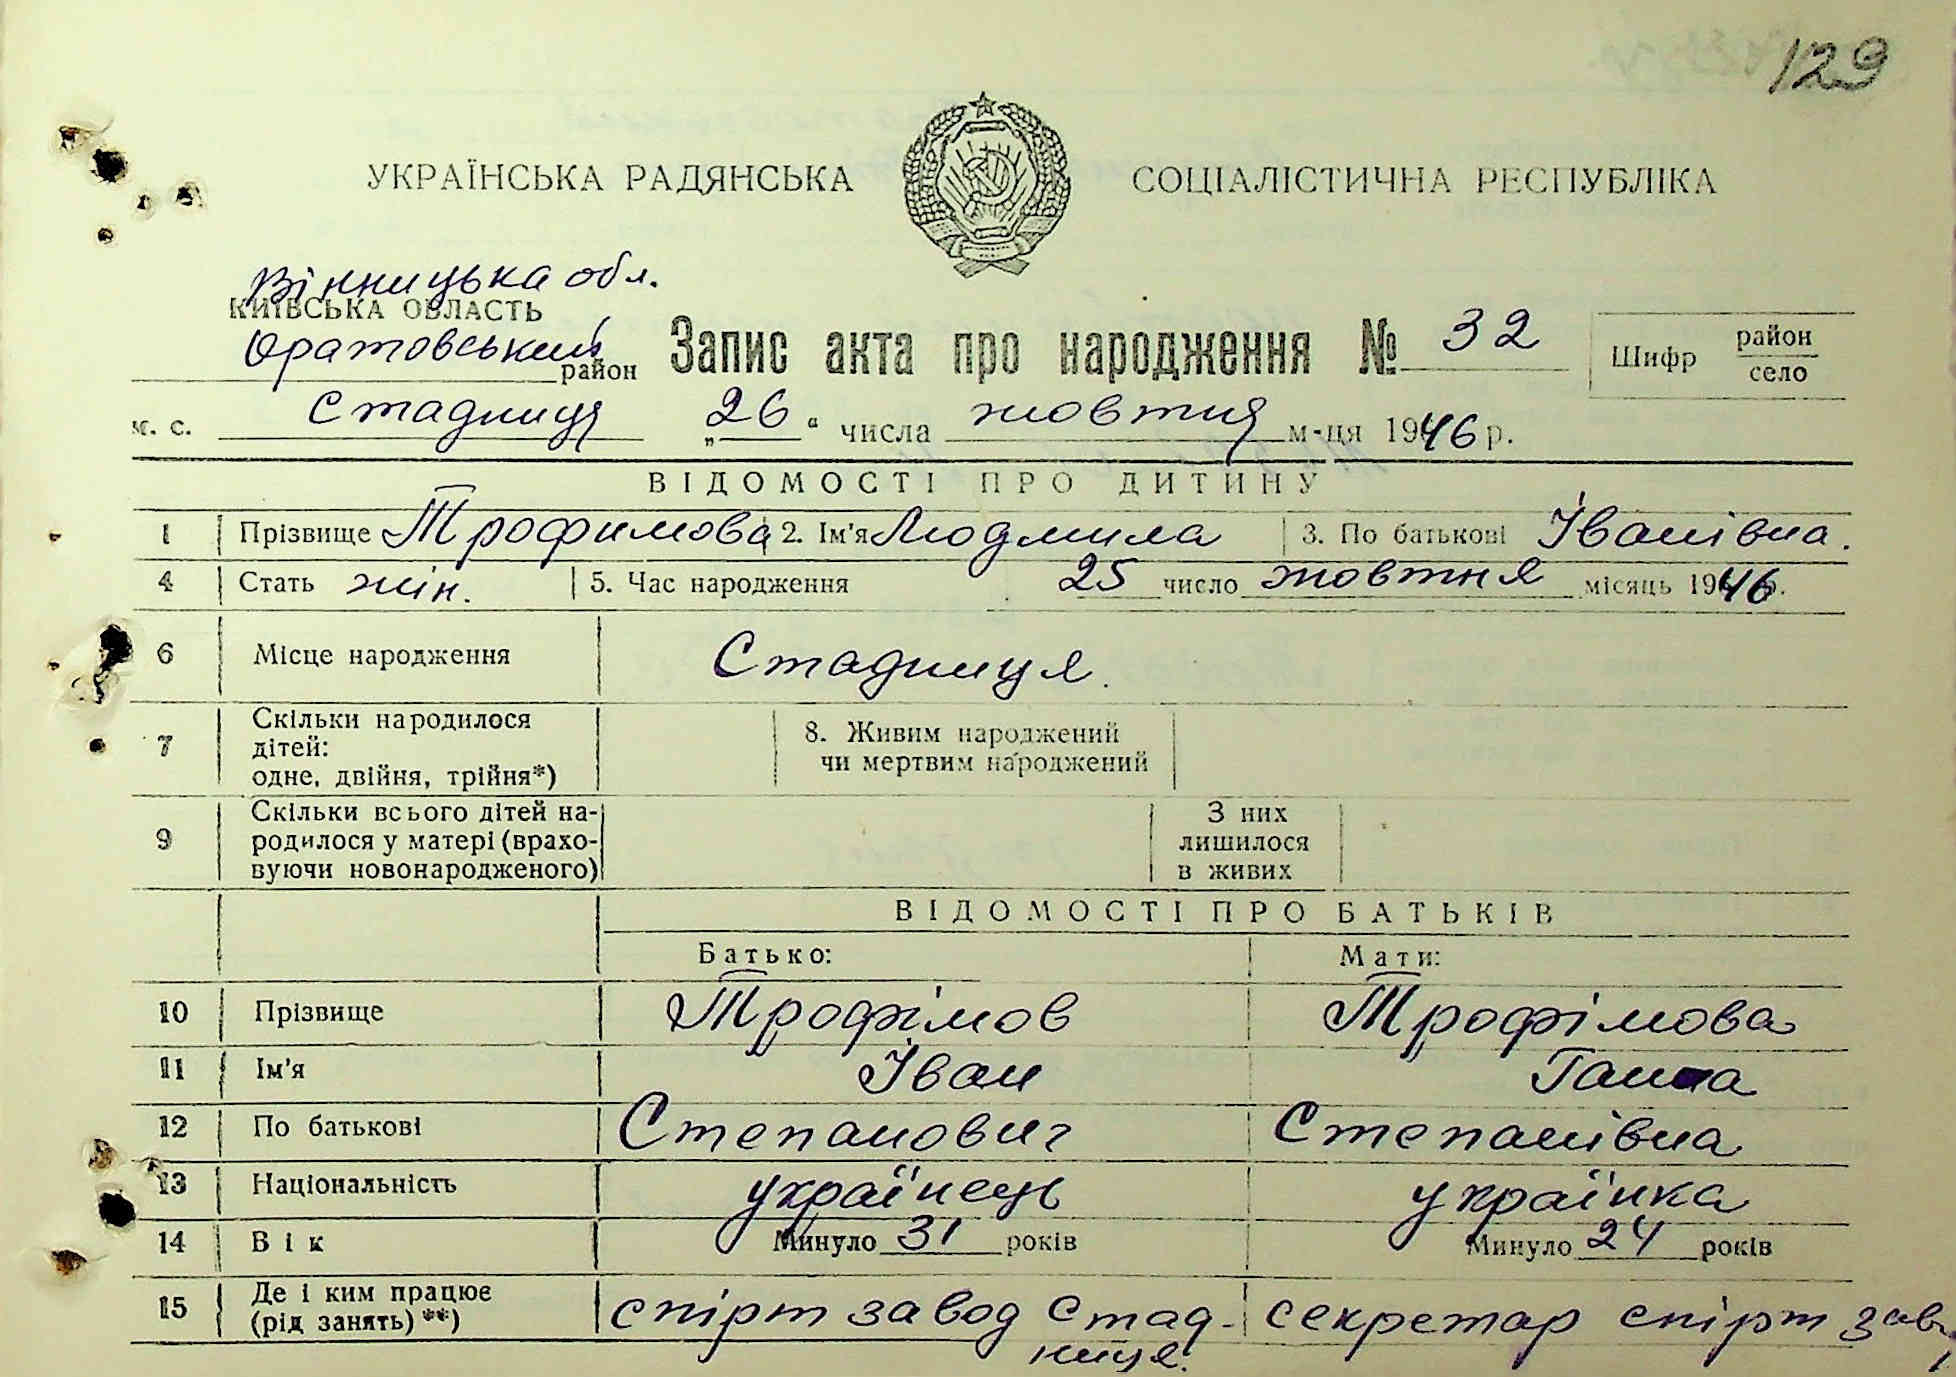 129
УКРАЇНСЬКА РАДЯНСЬКА СОЦІАЛІСТИЧНА РЕСПУБЛІКА
Вінницька обл.
КИЇВСЬКА ОБЛАСТЬ
Оратовський район Запис акта про народження № 32 Шифр район село
м. с. Стадниця „26“ числа жовтня м-ця 1946 р.
ВІДОМОСТІ ПРО ДИТИНУ
1 Прізвище Трофимова 2. Ім'я Людмила 3. По батькові Іванівна.
4 Стать жін. 5. Час народження 25 число жовтня місяць 1946 р.
6 Місце народження Стадниця.
7 Скільки народилося дітей: одне, двійня, трійня*) 8. Живим народжений чи мертвим народжений
9 Скільки всього дітей народилося у матері (враховуючи новонародженого) З них лишилося в живих
ВІДОМОСТІ ПРО БАТЬКІВ
Батько: Мати:
10 Прізвище Трофімов Трофімова
11 Ім'я Іван Ганна
12 По батькові Степанович Степанівна
13 Національність українець українка
14 Вік Минуло 31 років Минуло 24 років
15 Де і ким працює (рід занять)**) спірт завод Стадниця. секретар спірт